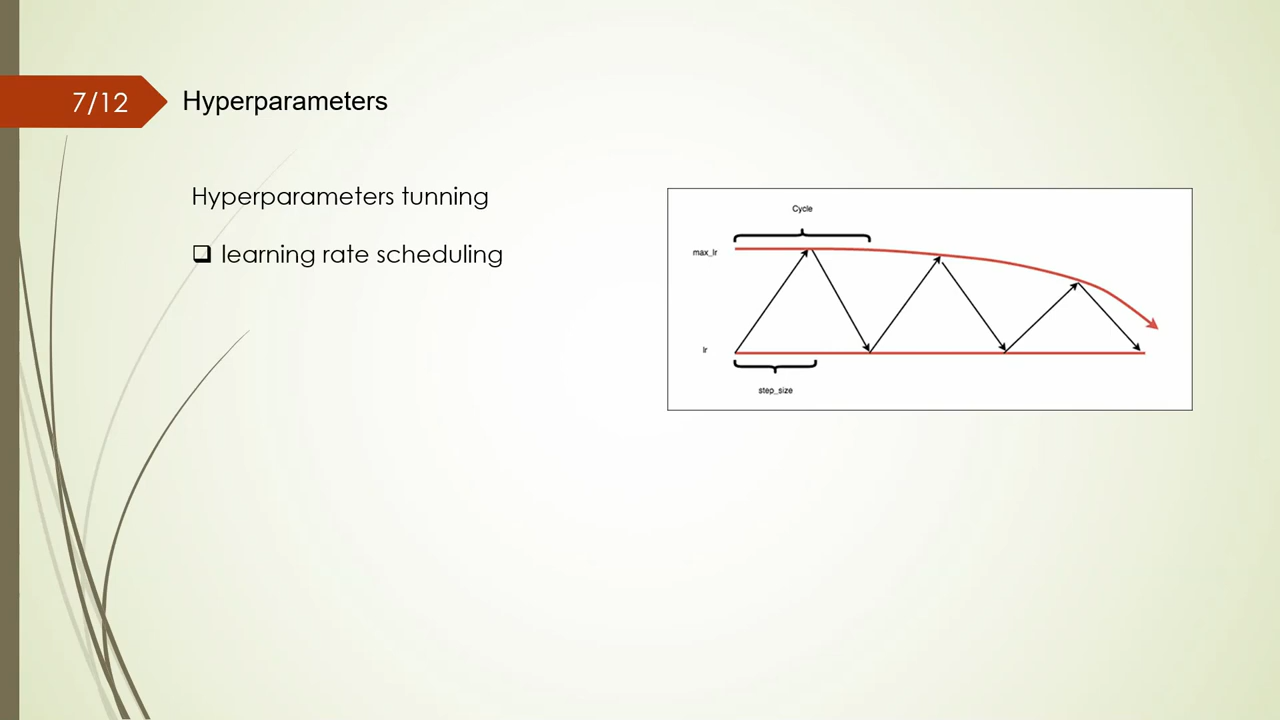 7/12
Hyperparameters
Hyperparameters tunning
learning rate scheduling
Cycle
max_lr
lr
step_size